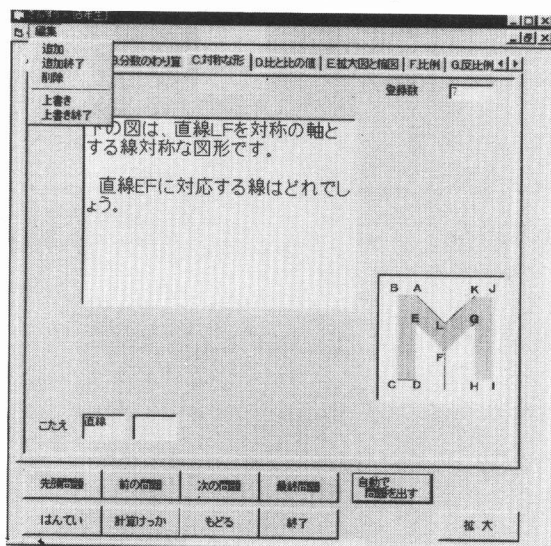 編集
追加
追加終了
削除
上書き
上書き終了
B.分数のわり算 C.対称な形 D.比と比の値 E.拡大図と縮図 F.比例 G.反比例
登録数 7
下の図は、直線LFを対称の軸と
する線対称な図形です。
直線EFに対応する線はどれでし
ょう。
B A K J
E L G
F
C D H I
こたえ 直線
先頭問題 前の問題 次の問題 最終問題 自動で
問題を出す
はんてい 計算けっか もどる 終了 拡大